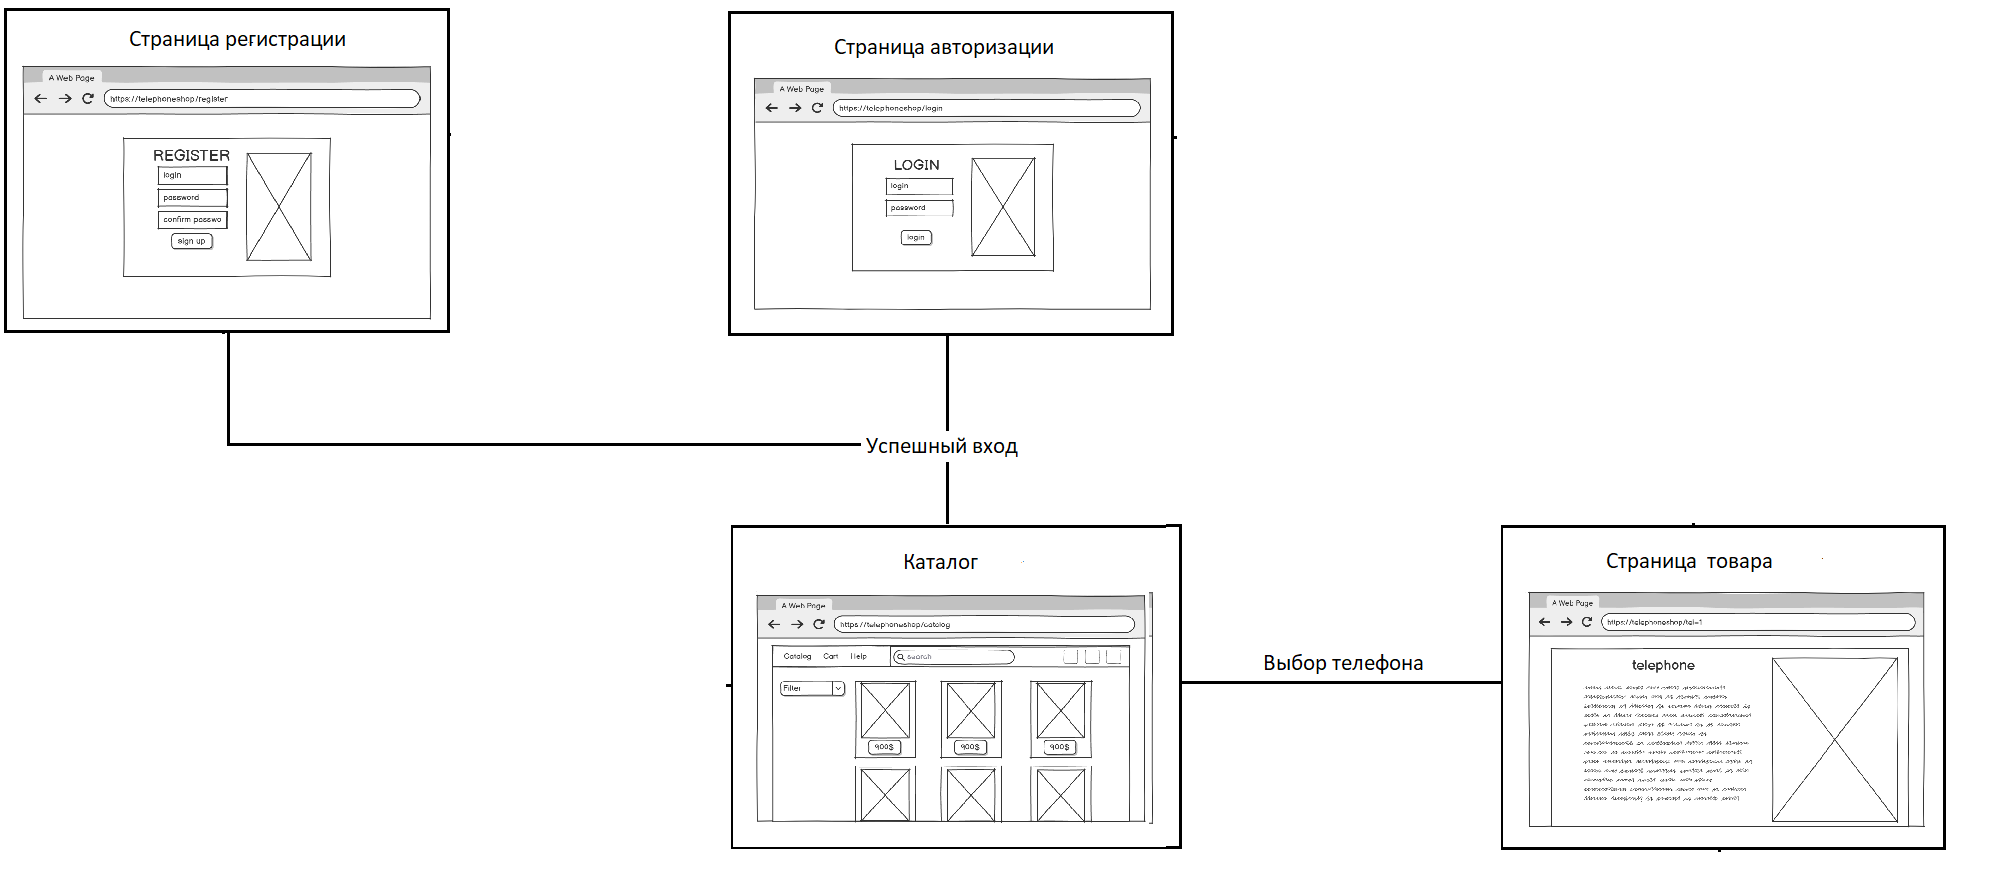 Страница регистрации
A Web Page
https://telephoneshop/register
REGISTER
login
password
confirm passwo
sign up
Страница авторизации
A Web Page
https://telephoneshop/login
LOGIN
login
password
login
Успешный вход
Каталог
A Web Page
https://telephoneshop/catalog
Catalog Cart Help search
Filter
900$ 900$ 900$
Выбор телефона
Страница товара
A Web Page
https://telephoneshop/tel=1
telephone